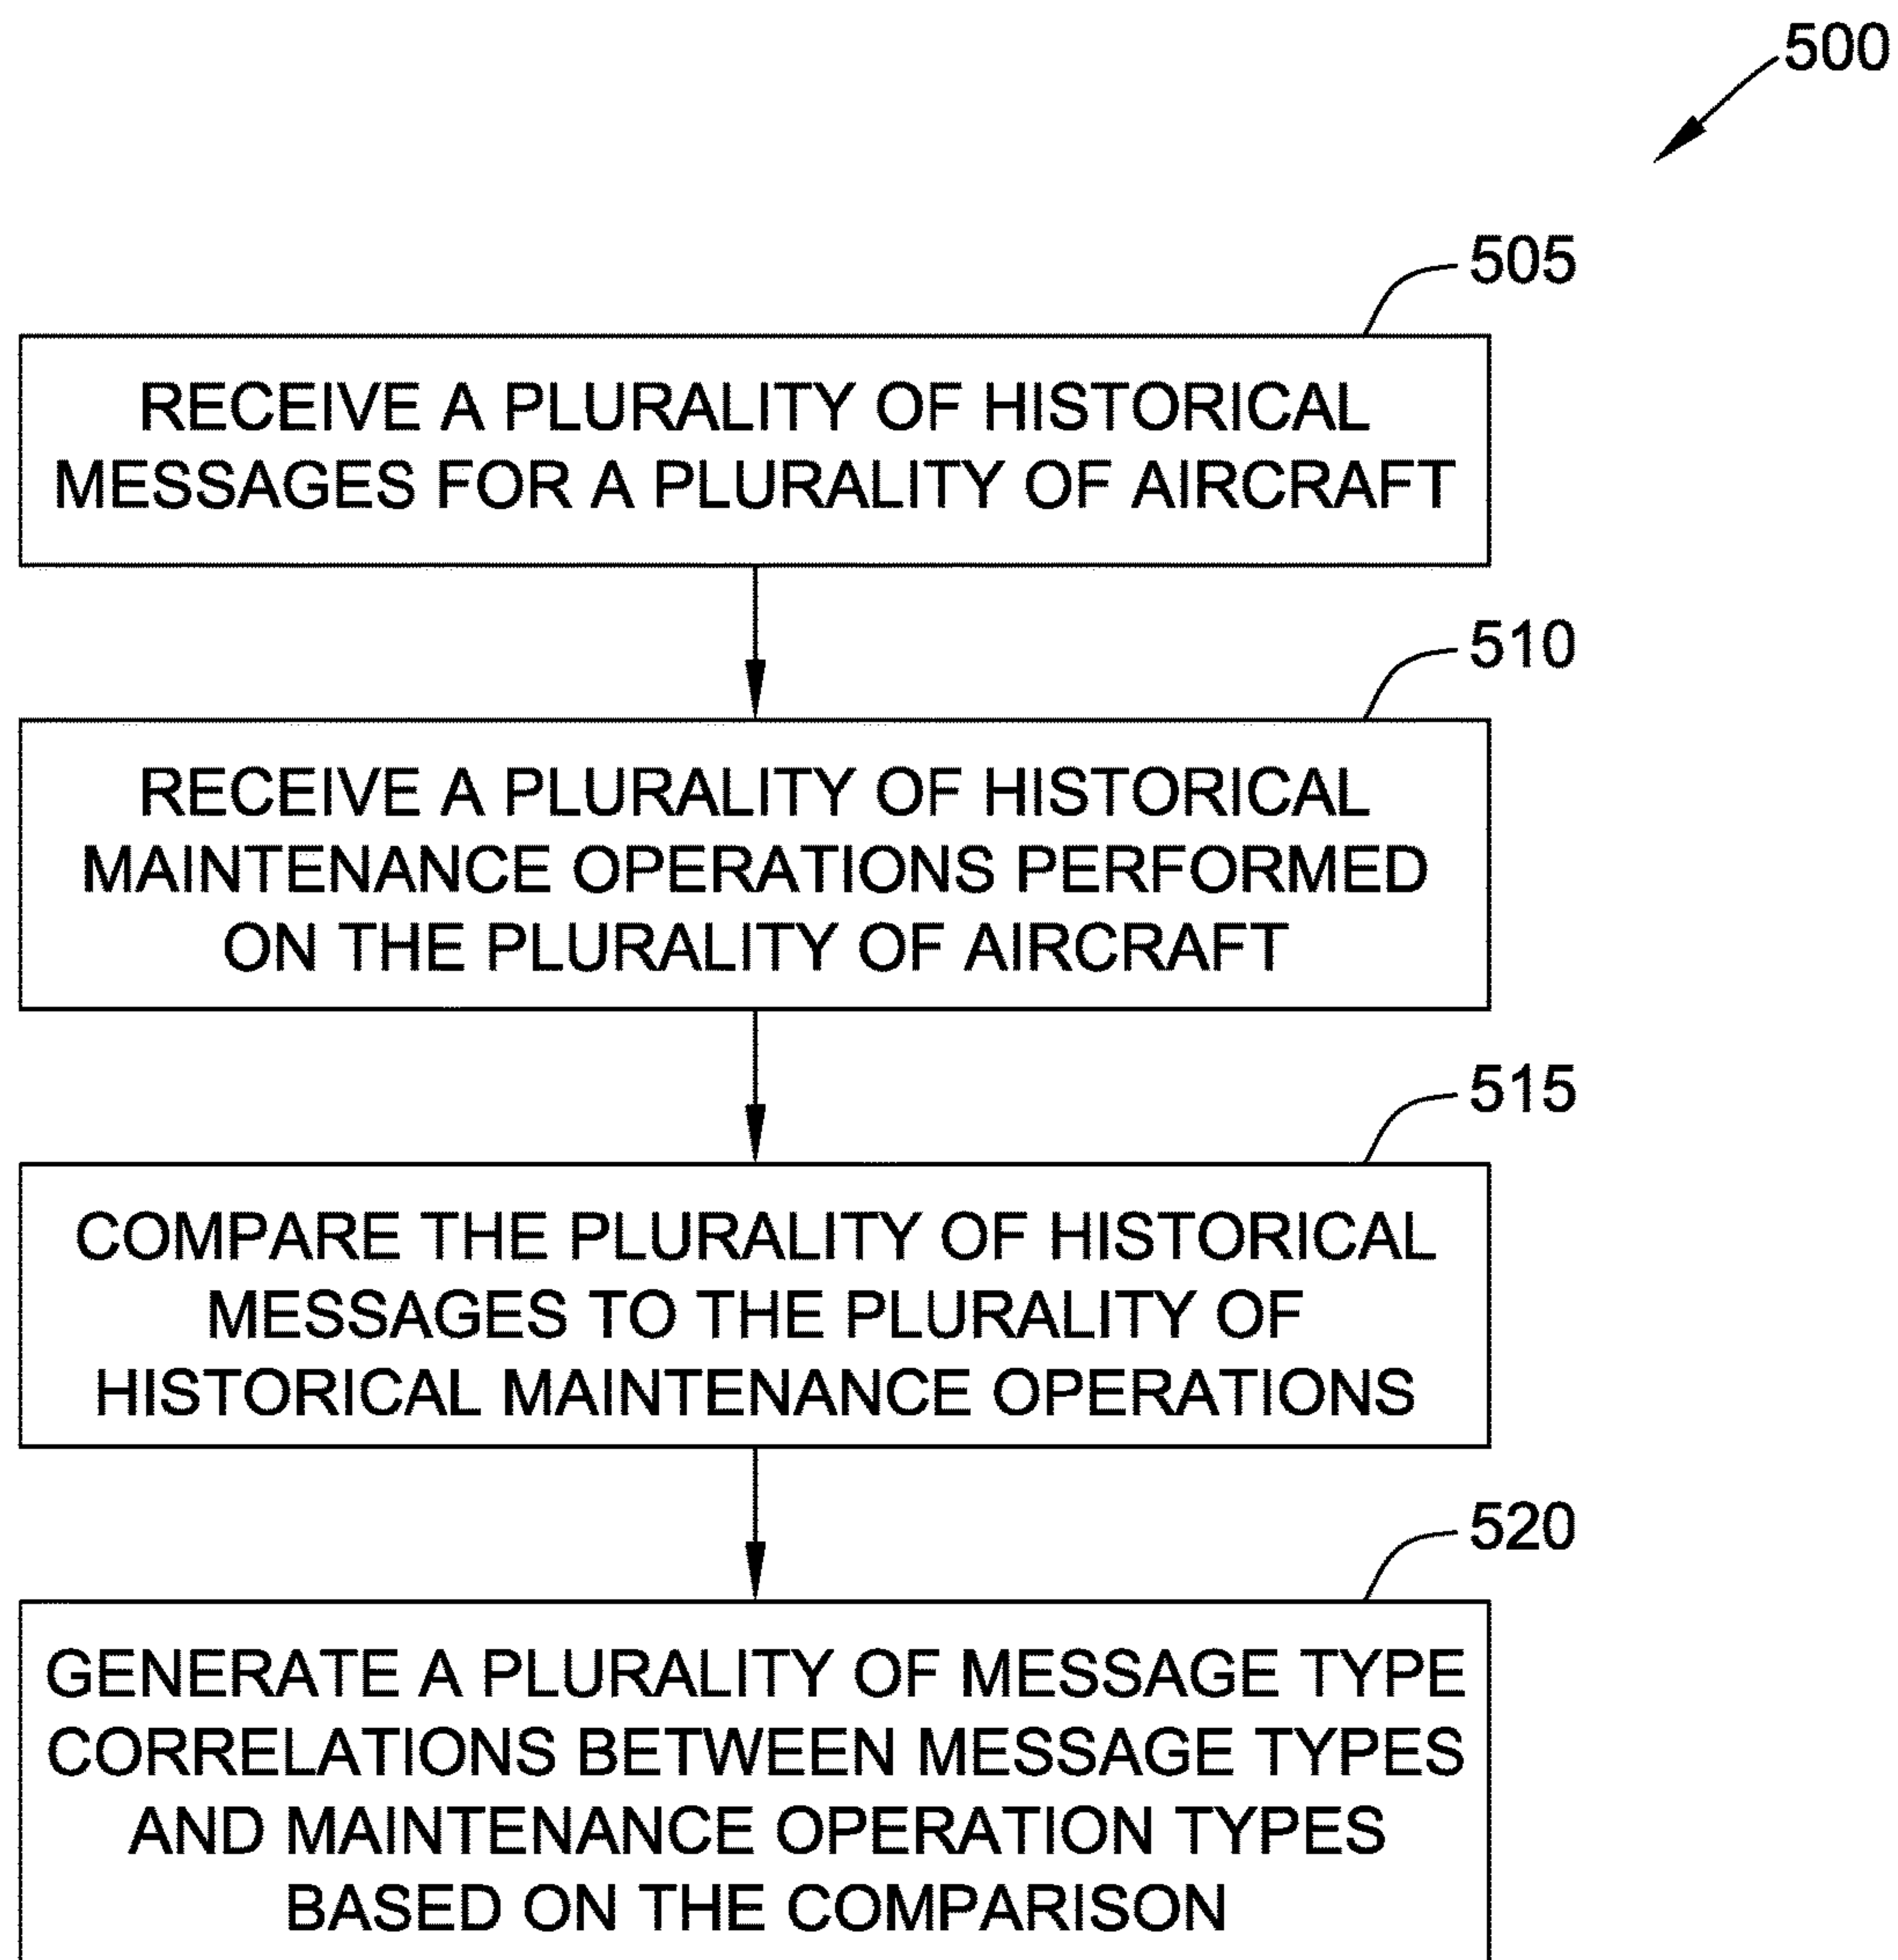 500
505
RECEIVE A PLURALITY OF HISTORICAL
MESSAGES FOR A PLURALITY OF AIRCRAFT
510
RECEIVE A PLURALITY OF HISTORICAL
MAINTENANCE OPERATIONS PERFORMED
ON THE PLURALITY OF AIRCRAFT
515
COMPARE THE PLURALITY OF HISTORICAL
MESSAGES TO THE PLURALITY OF
HISTORICAL MAINTENANCE OPERATIONS
520
GENERATE A PLURALITY OF MESSAGE TYPE
CORRELATIONS BETWEEN MESSAGE TYPES
AND MAINTENANCE OPERATION TYPES
BASED ON THE COMPARISON